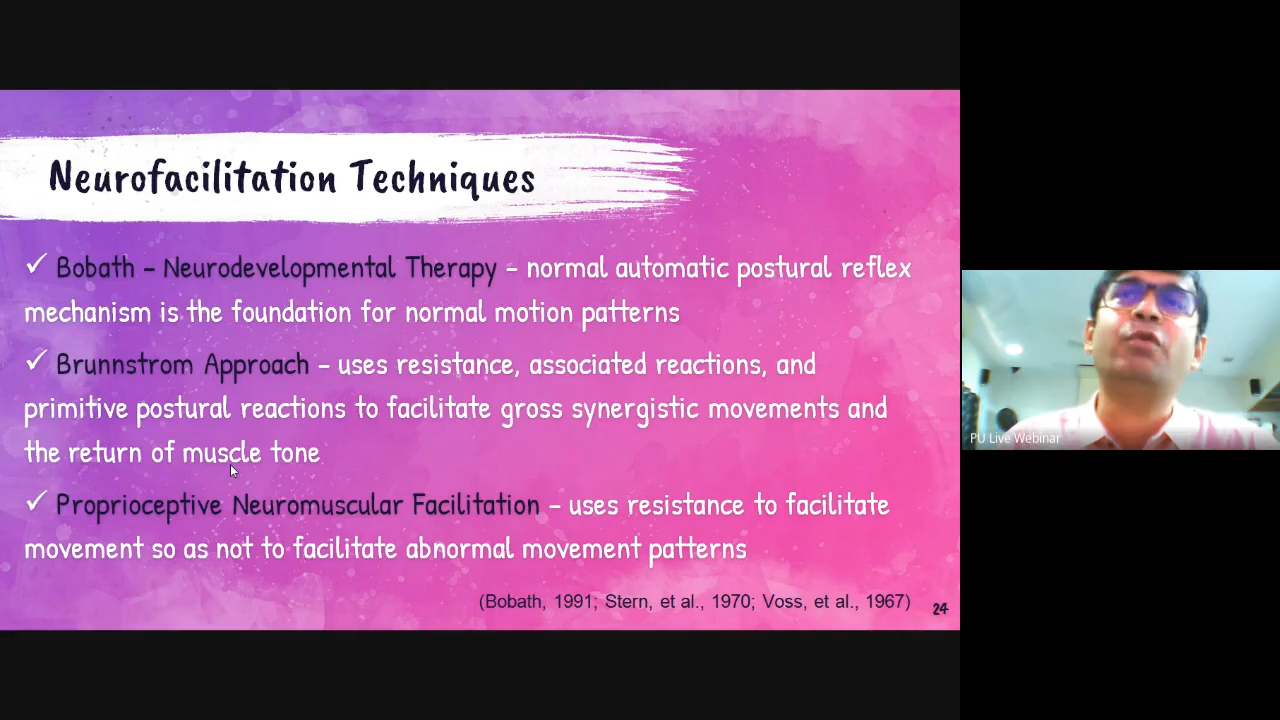 Neurofacilitation Techniques
✓ Bobath – Neurodevelopmental Therapy – normal automatic postural reflex
mechanism is the foundation for normal motion patterns
✓ Brunnstrom Approach – uses resistance, associated reactions, and
primitive postural reactions to facilitate gross synergistic movements and
the return of muscle tone
✓ Proprioceptive Neuromuscular Facilitation – uses resistance to facilitate
movement so as not to facilitate abnormal movement patterns
(Bobath, 1991; Stern, et al., 1970; Voss, et al., 1967)
24
PU Live Webinar